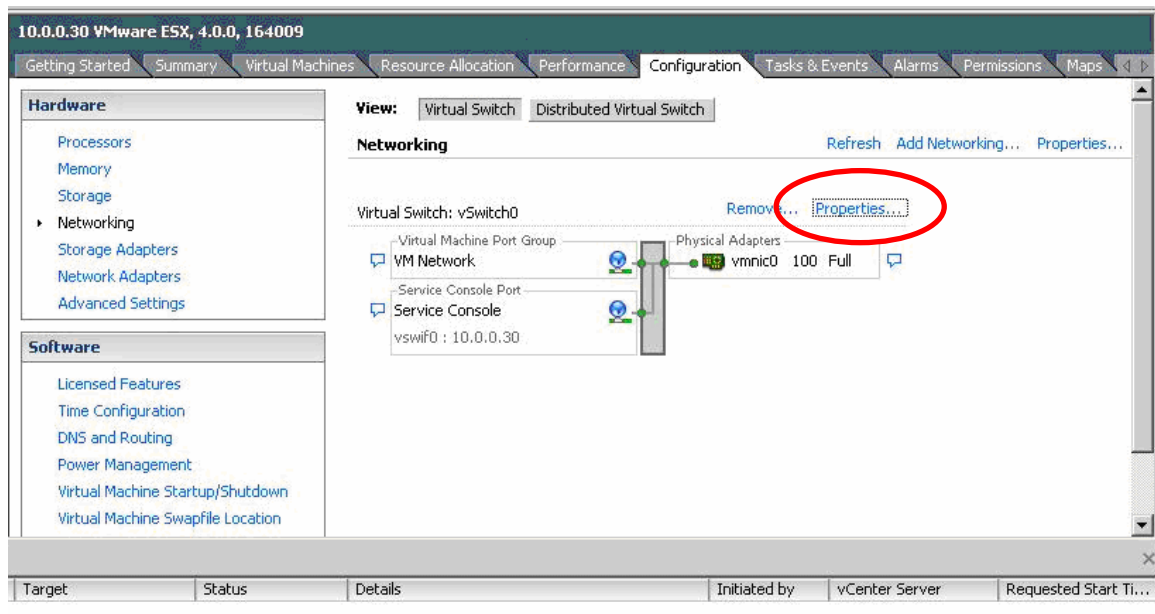 10.0.0.30 VMware ESX, 4.0.0, 164009
Getting Started Summary Virtual Machines Resource Allocation Performance Configuration Tasks & Events Alarms Permissions Maps
Hardware
Processors
Memory
Storage
Networking
Storage Adapters
Network Adapters
Advanced Settings
Software
Licensed Features
Time Configuration
DNS and Routing
Power Management
Virtual Machine Startup/Shutdown
Virtual Machine Swapfile Location
View: Virtual Switch Distributed Virtual Switch
Networking Refresh Add Networking... Properties...
Virtual Switch: vSwitch0 Remove... Properties...
Virtual Machine Port Group Physical Adapters
VM Network vmnic0 100 Full
Service Console Port
Service Console
vswif0 : 10.0.0.30
Target Status Details Initiated by vCenter Server Requested Start Ti...